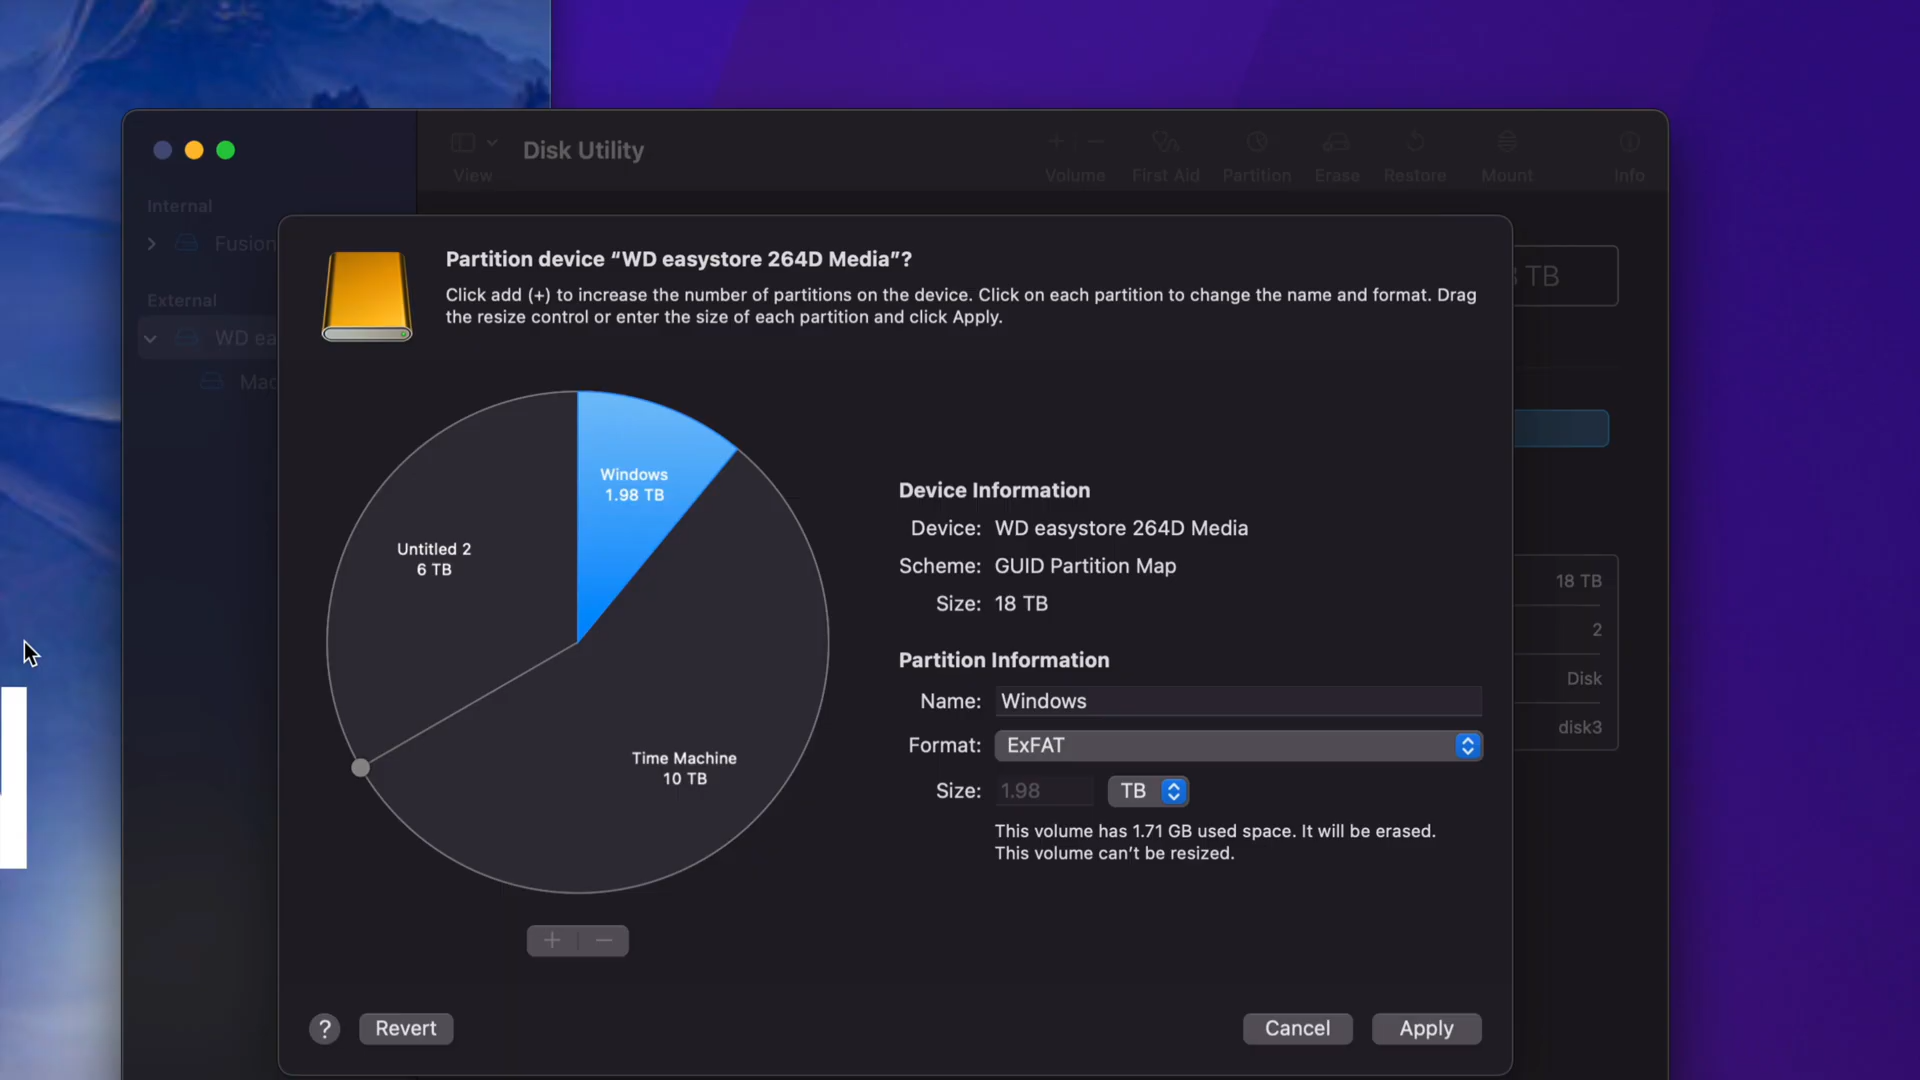 Disk Utility
View
Volume
First Aid
Partition
Erase
Restore
Mount
Info
Internal
Fusion
External
WD ea
Mac
TB
Partition device “WD easystore 264D Media”?
Click add (+) to increase the number of partitions on the device. Click on each partition to change the name and format. Drag
the resize control or enter the size of each partition and click Apply.
Windows
1.98 TB
Untitled 2
6 TB
Time Machine
10 TB
Device Information
Device: WD easystore 264D Media
Scheme: GUID Partition Map
Size: 18 TB
Partition Information
Name: Windows
Format: ExFAT
Size: 1.98 TB
This volume has 1.71 GB used space. It will be erased.
This volume can’t be resized.
18 TB
2
Disk
disk3
+ −
? Revert
Cancel
Apply